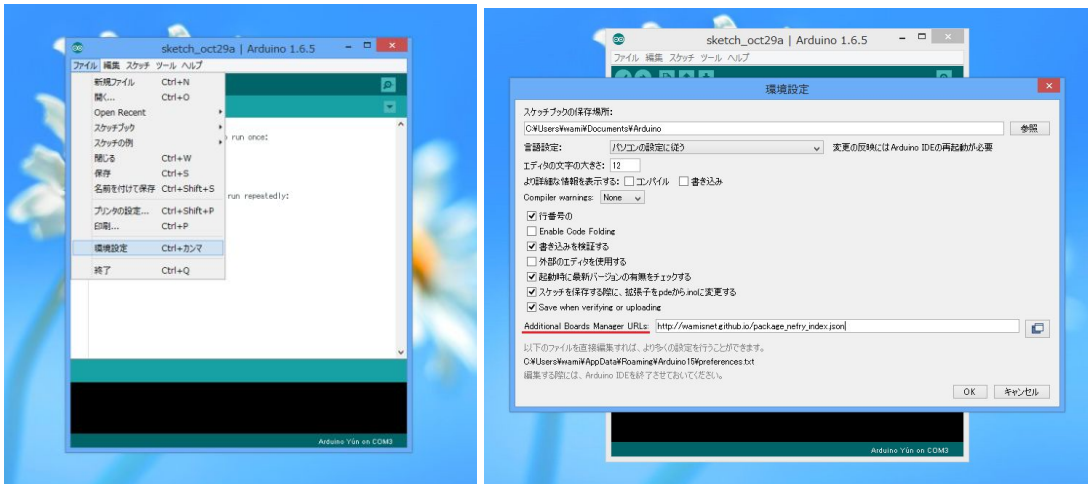 sketch_oct29a | Arduino 1.6.5
ファイル 編集 スケッチ ツール ヘルプ
新規ファイル Ctrl+N
開く... Ctrl+O
Open Recent
スケッチブック
スケッチの例
閉じる Ctrl+W
保存 Ctrl+S
名前を付けて保存 Ctrl+Shift+S
プリンタの設定... Ctrl+Shift+P
印刷... Ctrl+P
環境設定 Ctrl+カンマ
終了 Ctrl+Q
run once:
run repeatedly:
Arduino Yún on COM3
sketch_oct29a | Arduino 1.6.5
ファイル 編集 スケッチ ツール ヘルプ
環境設定
スケッチブックの保存場所:
C:¥Users¥wami¥Documents¥Arduino 参照
言語設定: パソコンの設定に従う 変更の反映にはArduino IDEの再起動が必要
エディタの文字の大きさ: 12
より詳細な情報を表示する: コンパイル 書き込み
Compiler warnings: None
行番号の
Enable Code Folding
書き込みを検証する
外部のエディタを使用する
起動時に最新バージョンの有無をチェックする
スケッチを保存する際に、拡張子をpdeから.inoに変更する
Save when verifying or uploading
Additional Boards Manager URLs: http://wamisnet.github.io/package_nefry_index.json
以下のファイルを直接編集すれば、より多くの設定を行うことができます。
C:¥Users¥wami¥AppData¥Roaming¥Arduino15¥preferences.txt
編集する際には、Arduino IDEを終了させておいてください。
OK キャンセル
Arduino Yún on COM3